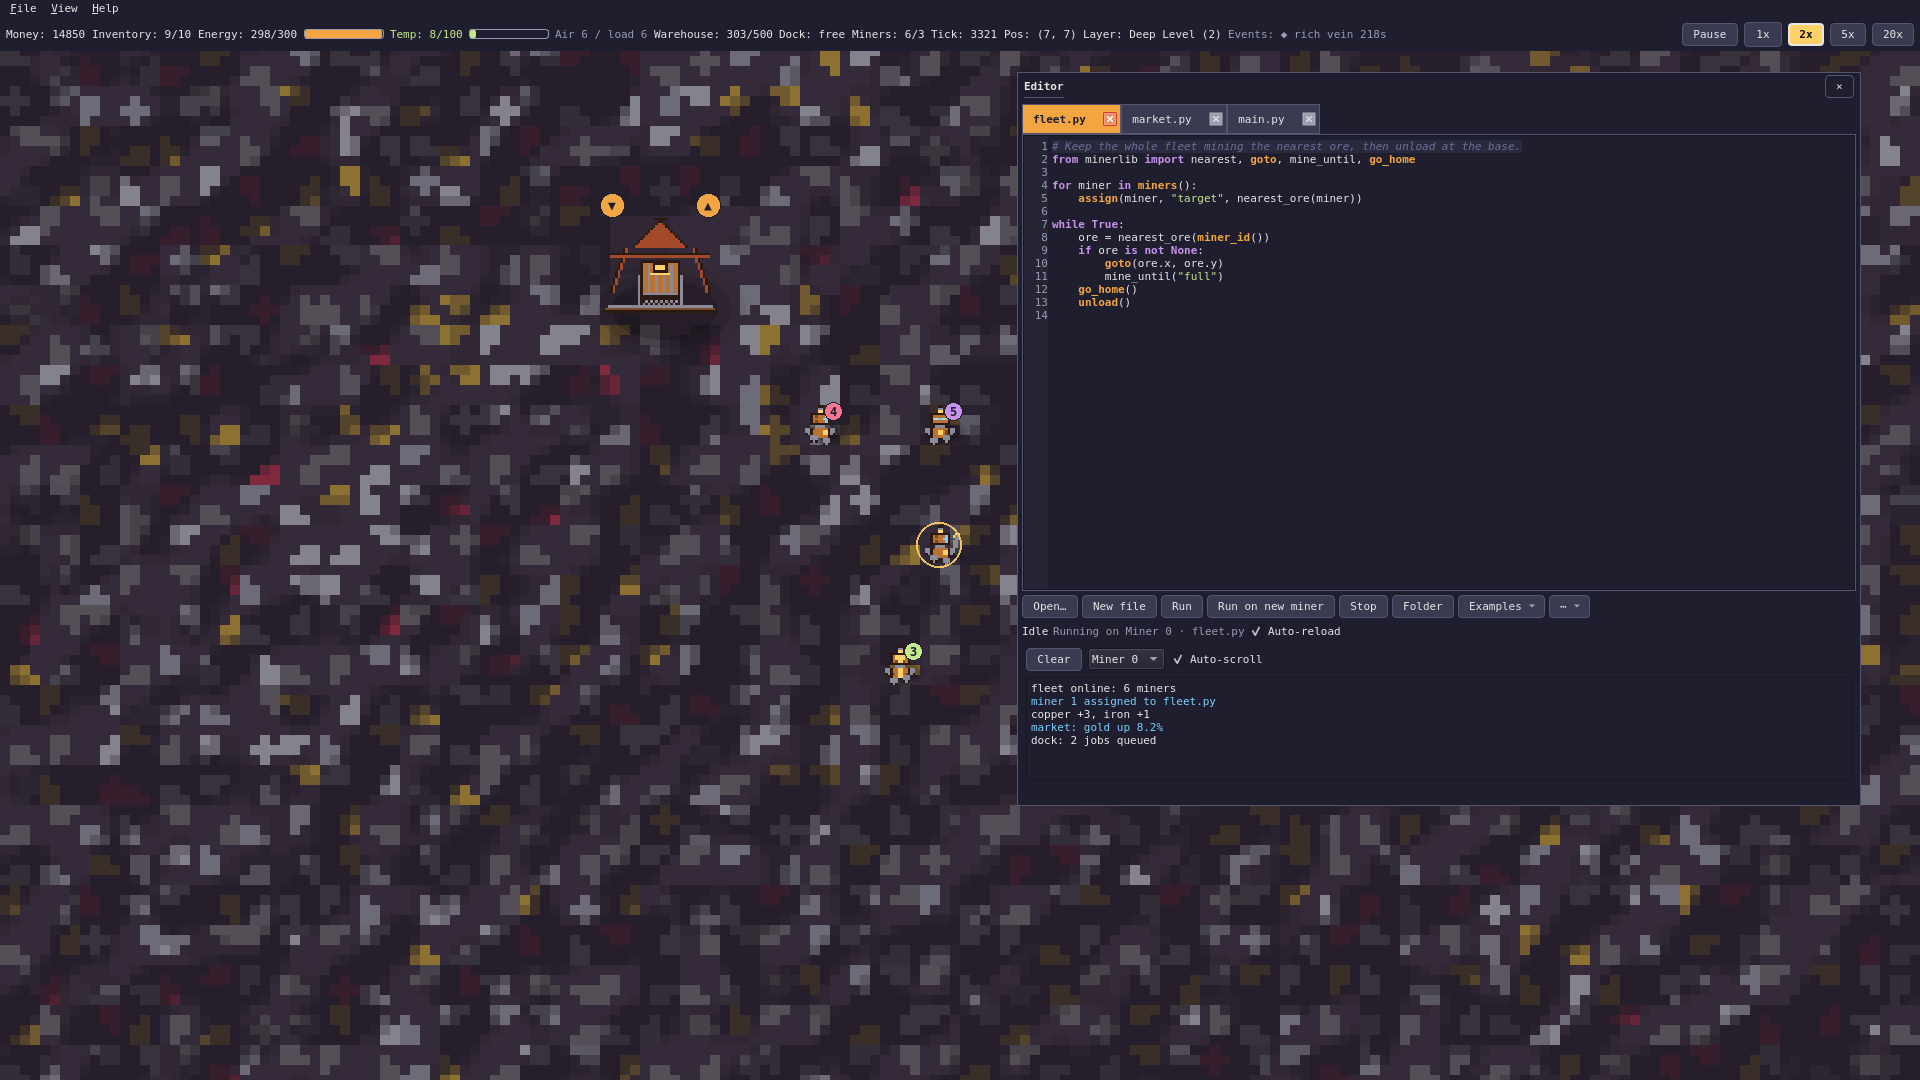 File View Help
Money: 14850 Inventory: 9/10 Energy: 298/300 Temp: 8/100 Air 6 / load 6 Warehouse: 303/500 Dock: free Miners: 6/3 Tick: 3321 Pos: (7, 7) Layer: Deep Level (2) Events: ◆ rich vein 218s Pause 1x 2x 5x 20x
Editor ×
fleet.py market.py main.py
1 # Keep the whole fleet mining the nearest ore, then unload at the base.
2 from minerlib import nearest, goto, mine_until, go_home
3
4 for miner in miners():
5     assign(miner, "target", nearest_ore(miner))
6
7 while True:
8     ore = nearest_ore(miner_id())
9     if ore is not None:
10         goto(ore.x, ore.y)
11         mine_until("full")
12     go_home()
13     unload()
14
▼ ▲
4 5
3
Open… New file Run Run on new miner Stop Folder Examples ⋯
Idle Running on Miner 0 · fleet.py ✓ Auto-reload
Clear Miner 0 ✓ Auto-scroll
fleet online: 6 miners
miner 1 assigned to fleet.py
copper +3, iron +1
market: gold up 8.2%
dock: 2 jobs queued